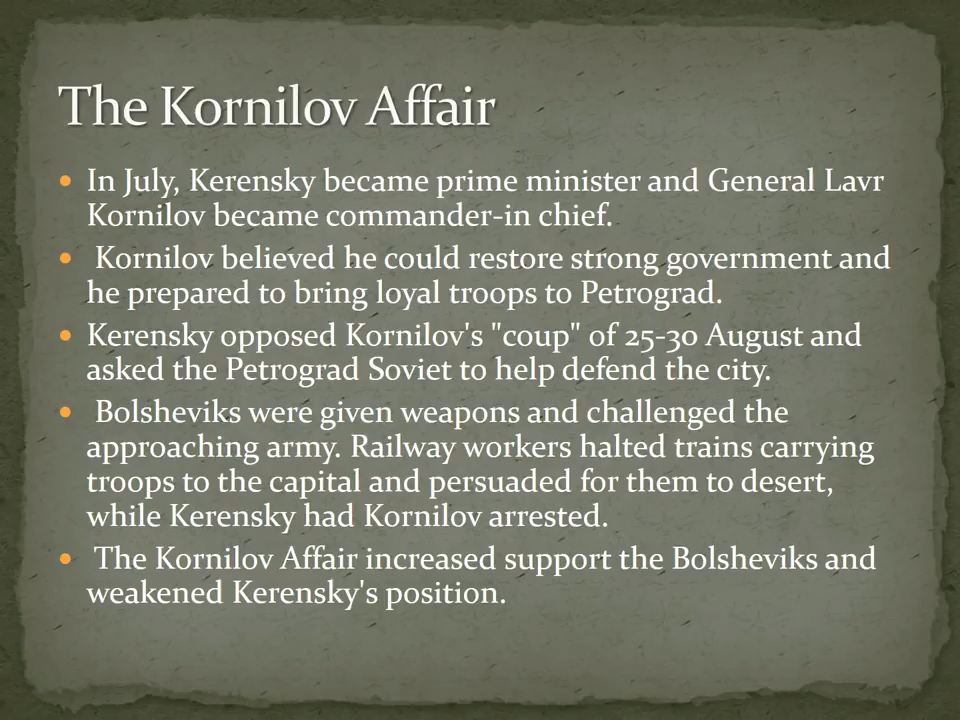 The Kornilov Affair
• In July, Kerensky became prime minister and General Lavr
Kornilov became commander-in chief.
• Kornilov believed he could restore strong government and
he prepared to bring loyal troops to Petrograd.
• Kerensky opposed Kornilov's "coup" of 25-30 August and
asked the Petrograd Soviet to help defend the city.
• Bolsheviks were given weapons and challenged the
approaching army. Railway workers halted trains carrying
troops to the capital and persuaded for them to desert,
while Kerensky had Kornilov arrested.
• The Kornilov Affair increased support the Bolsheviks and
weakened Kerensky's position.